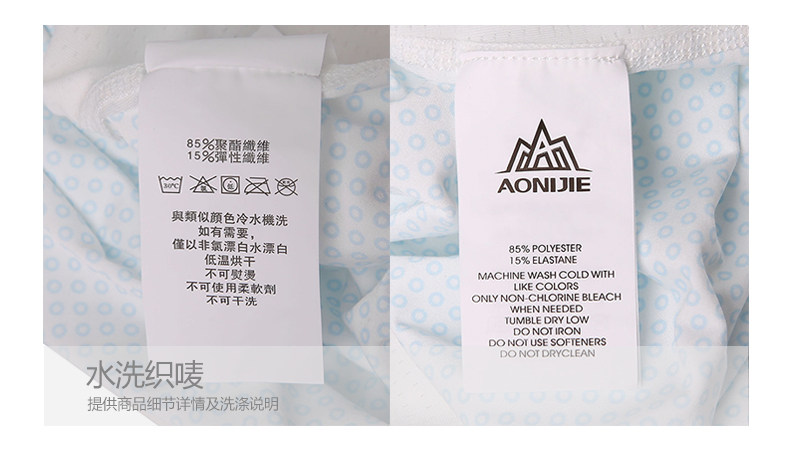 85%聚酯纖維
15%彈性纖維
30℃
與類似顏色冷水機洗
如有需要，
僅以非氯漂白水漂白
低溫烘干
不可熨燙
不可使用柔軟劑
不可干洗
AONIJIE
85% POLYESTER
15% ELASTANE
MACHINE WASH COLD WITH
LIKE COLORS
ONLY NON-CHLORINE BLEACH
WHEN NEEDED
TUMBLE DRY LOW
DO NOT IRON
DO NOT USE SOFTENERS
DO NOT DRYCLEAN
水洗织唛
提供商品细节详情及洗涤说明